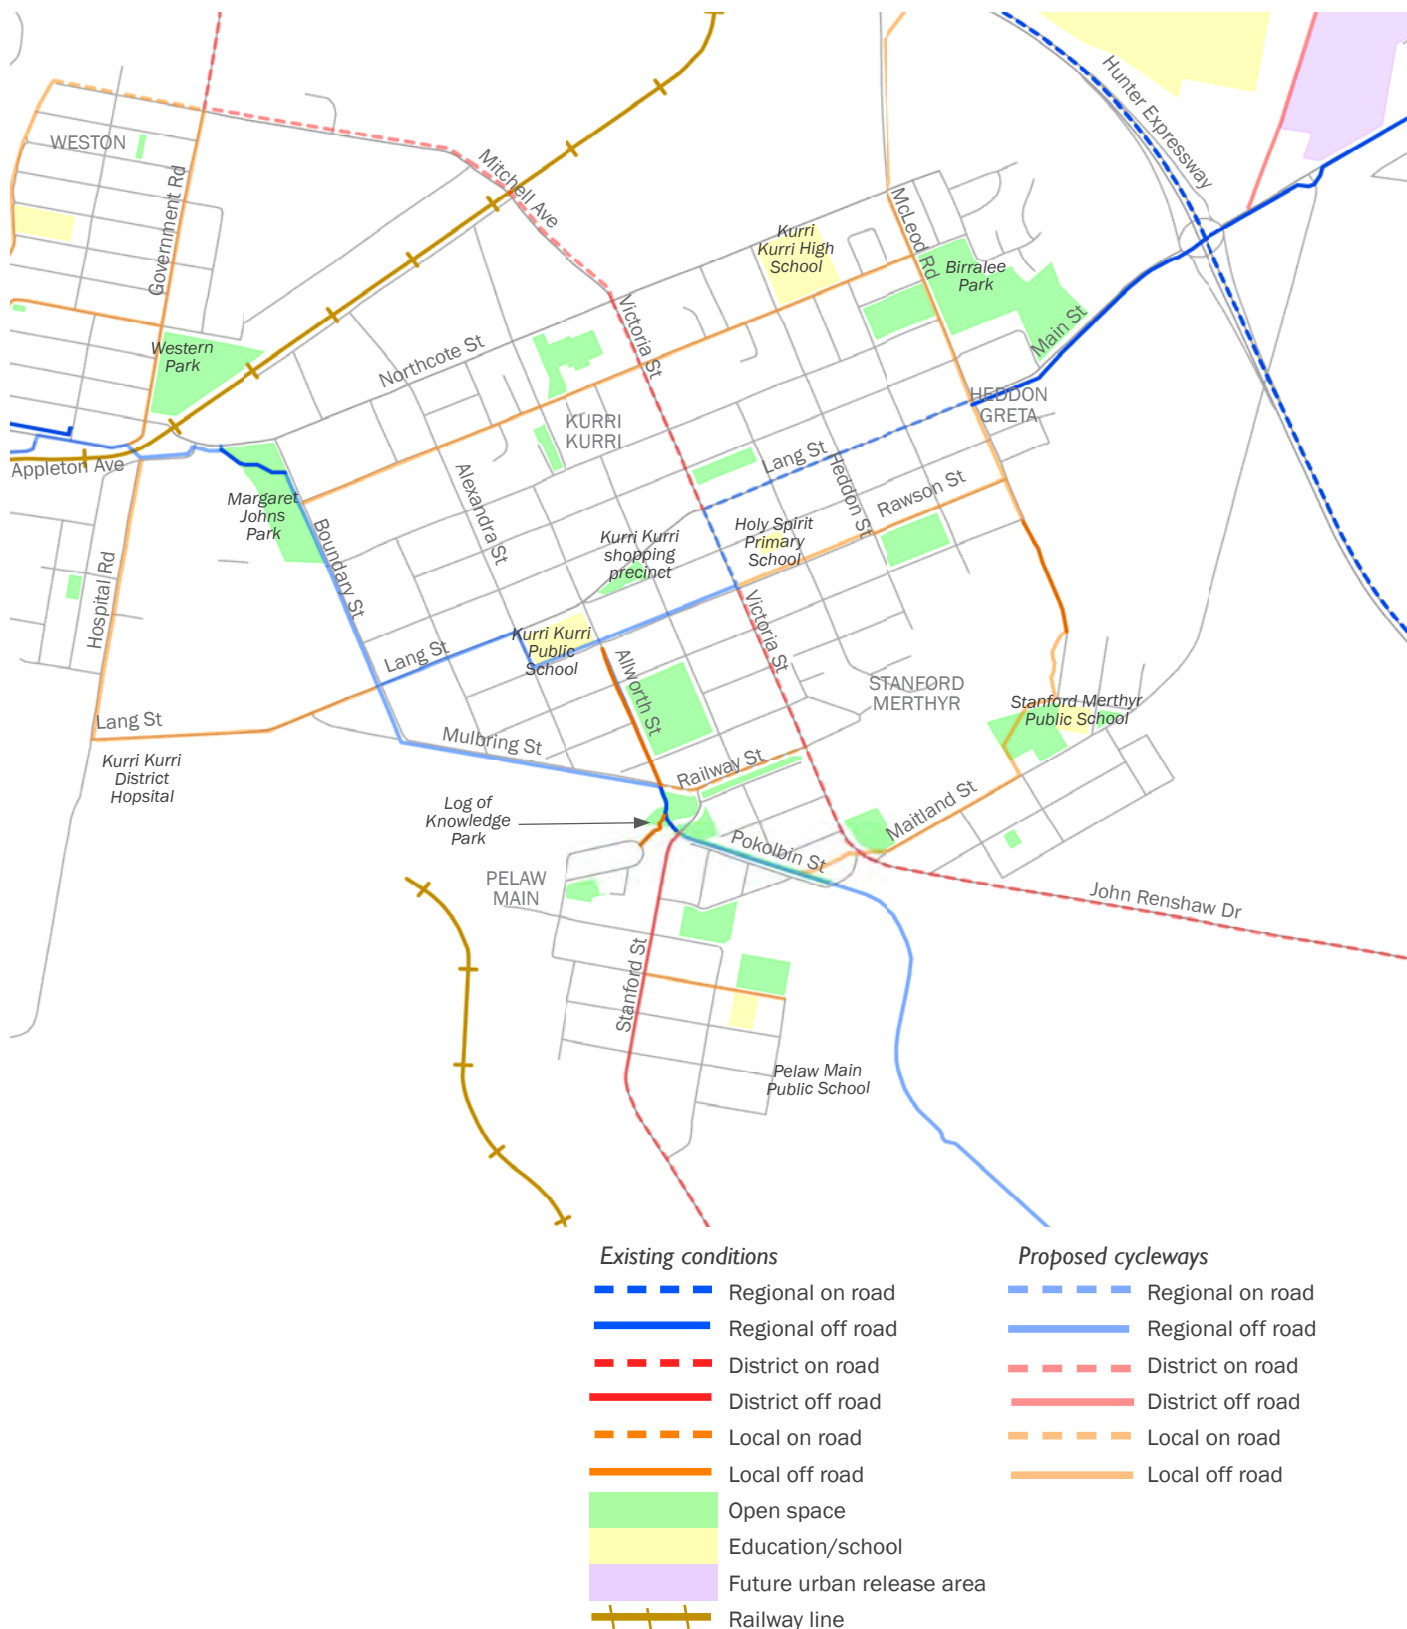 Hunter Expressway
WESTON
Mitchell Ave
Government Rd
McLeod Rd
Kurri
Kurri High
School
Birralee
Park
Main St
Victoria St
Western
Park
Northcote St
HEDDON
GRETA
KURRI
KURRI
Lang St
Heddon St
Rawson St
Appleton Ave
Alexandra St
Margaret
Johns
Park
Boundary St
Kurri Kurri
shopping
precinct
Holy Spirit
Primary
School
Hospital Rd
Victoria St
Kurri Kurri
Public
School
Lang St
Allworth St
STANFORD
MERTHYR
Stanford Merthyr
Public School
Lang St
Mulbring St
Kurri Kurri
District
Hopsital
Railway St
Maitland St
Log of
Knowledge
Park
Pokolbin St
PELAW
MAIN
John Renshaw Dr
Stanford St
Pelaw Main
Public School
Existing conditions
Regional on road
Regional off road
District on road
District off road
Local on road
Local off road
Open space
Education/school
Future urban release area
Railway line
Proposed cycleways
Regional on road
Regional off road
District on road
District off road
Local on road
Local off road